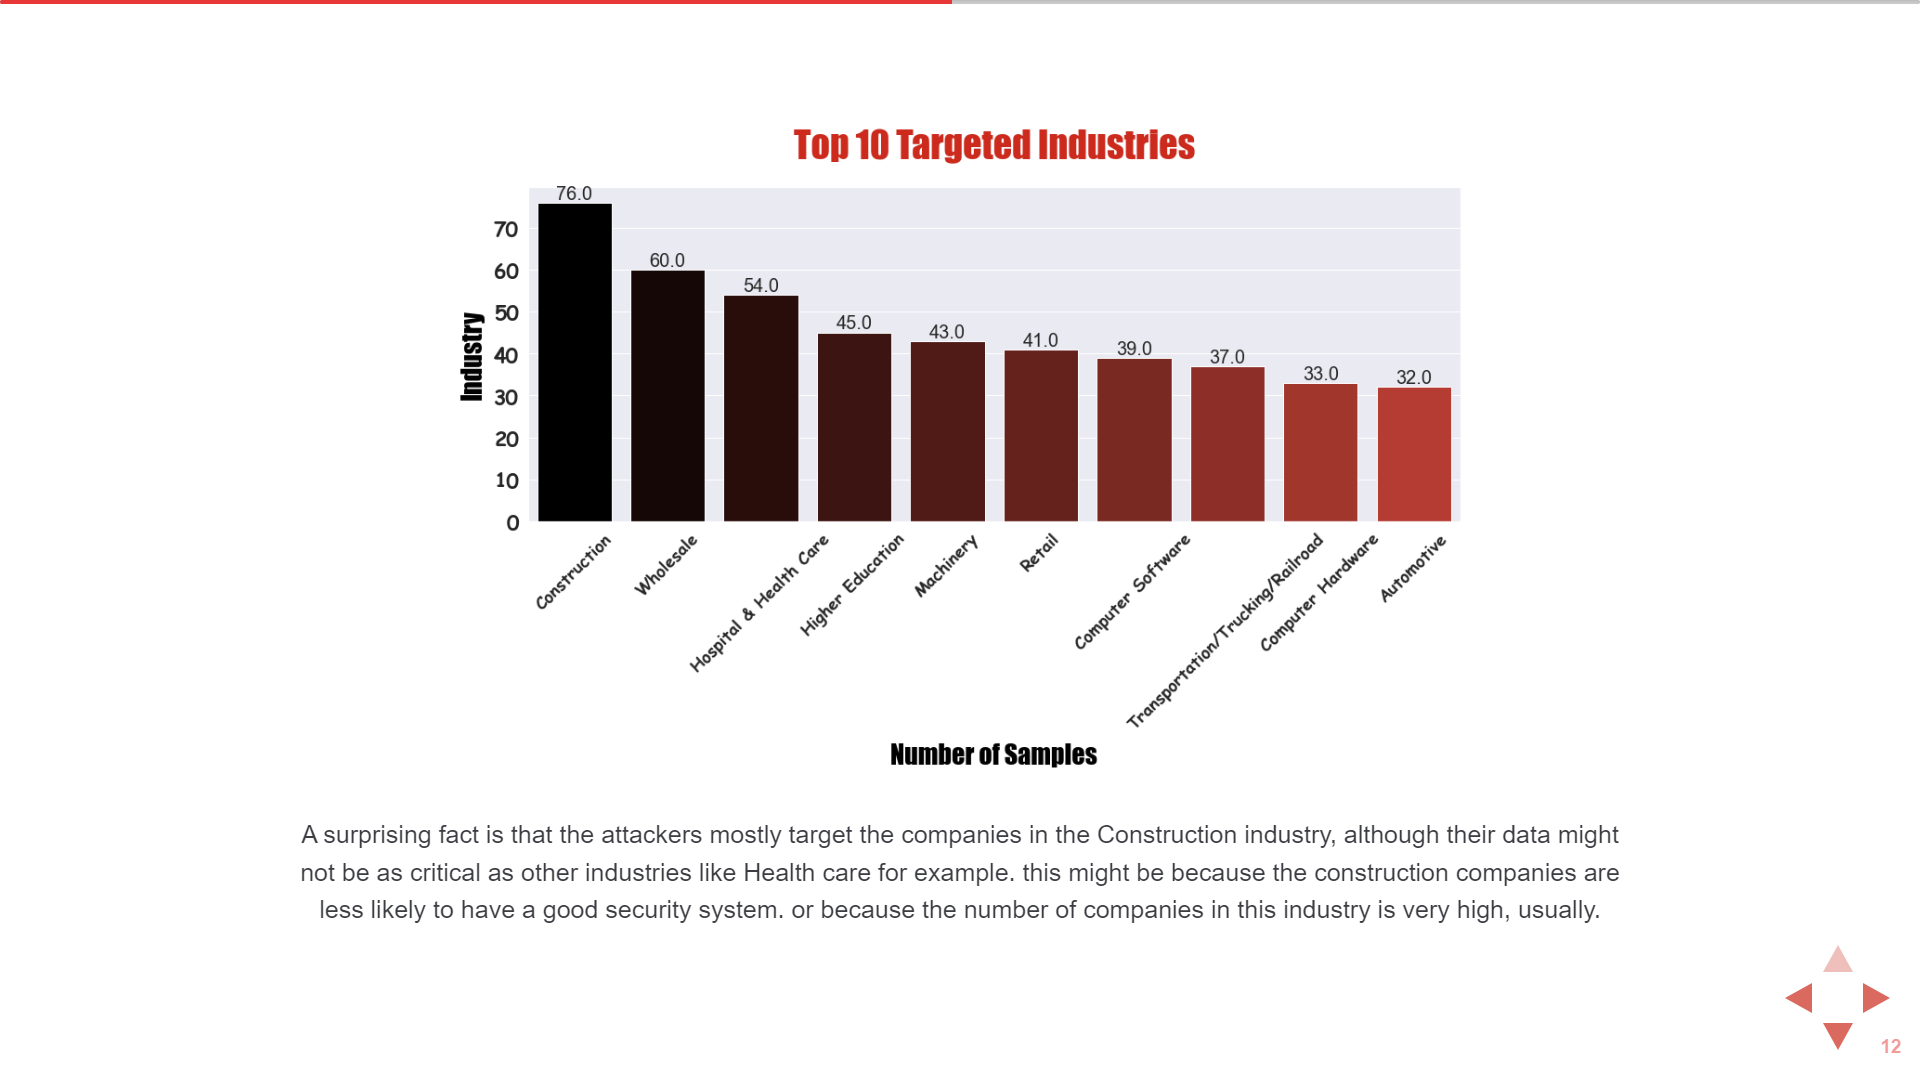 Top 10 Targeted Industries
76.0
60.0
54.0
45.0
43.0
41.0
39.0
37.0
33.0
32.0
70
60
50
40
30
20
10
0
Industry
Construction
Wholesale
Hospital & Health Care
Higher Education
Machinery
Retail
Computer Software
Transportation/Trucking/Railroad
Computer Hardware
Automotive
Number of Samples
A surprising fact is that the attackers mostly target the companies in the Construction industry, although their data might
not be as critical as other industries like Health care for example. this might be because the construction companies are
less likely to have a good security system. or because the number of companies in this industry is very high, usually.
12